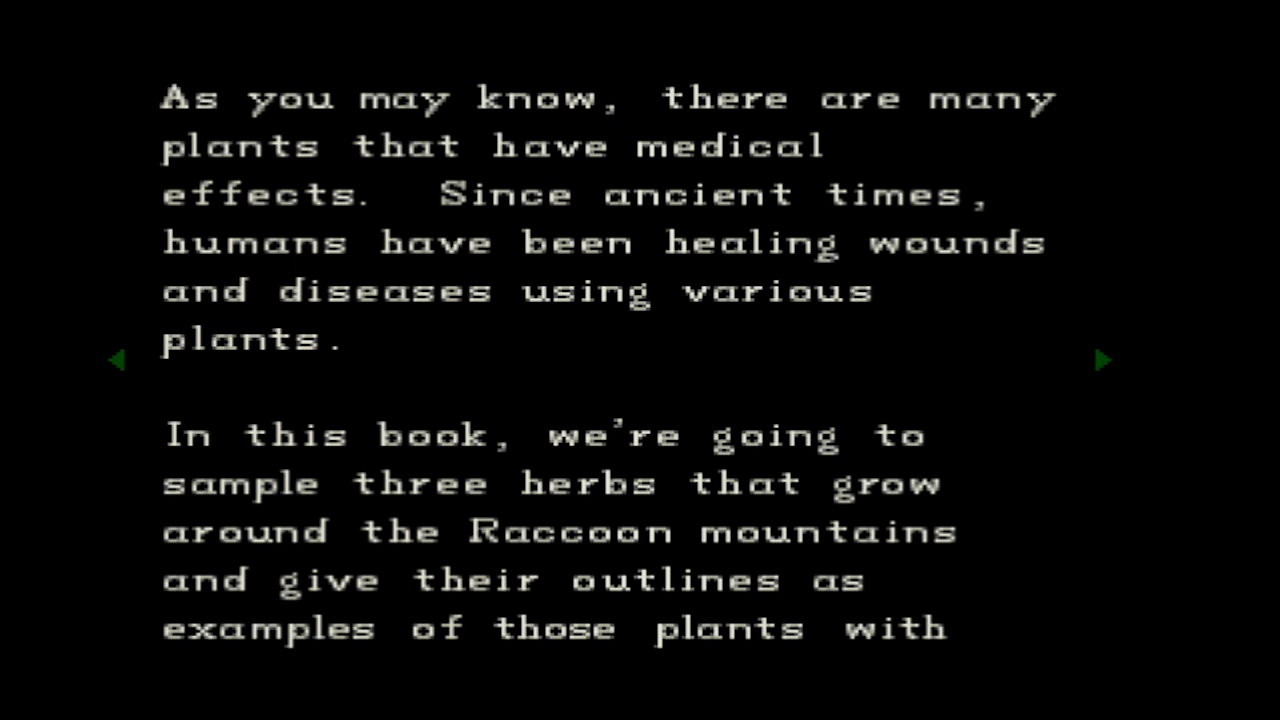 As you may know, there are many
plants that have medical
effects. Since ancient times,
humans have been healing wounds
and diseases using various
plants.
In this book, we're going to
sample three herbs that grow
around the Raccoon mountains
and give their outlines as
examples of those plants with